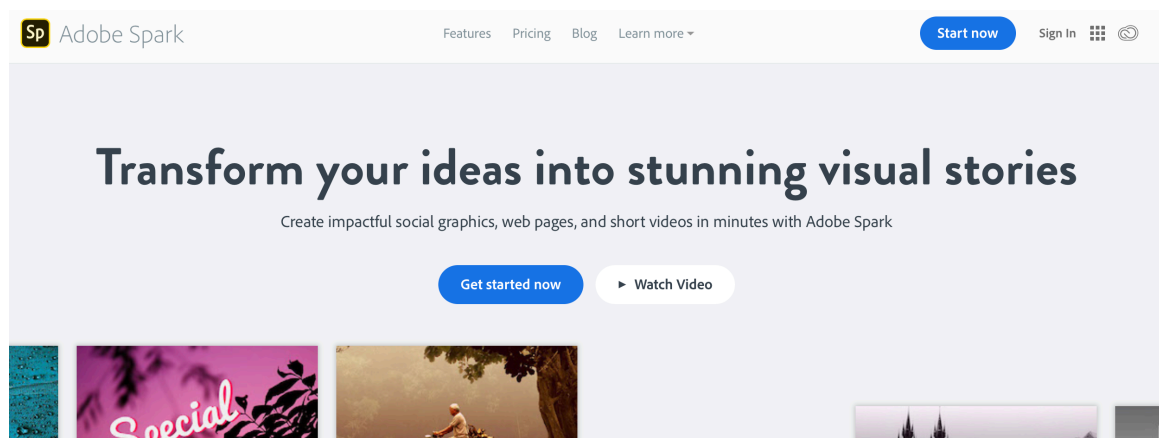 Sp Adobe Spark Features Pricing Blog Learn more Start now Sign In
Transform your ideas into stunning visual stories
Create impactful social graphics, web pages, and short videos in minutes with Adobe Spark
Get started now Watch Video
Special